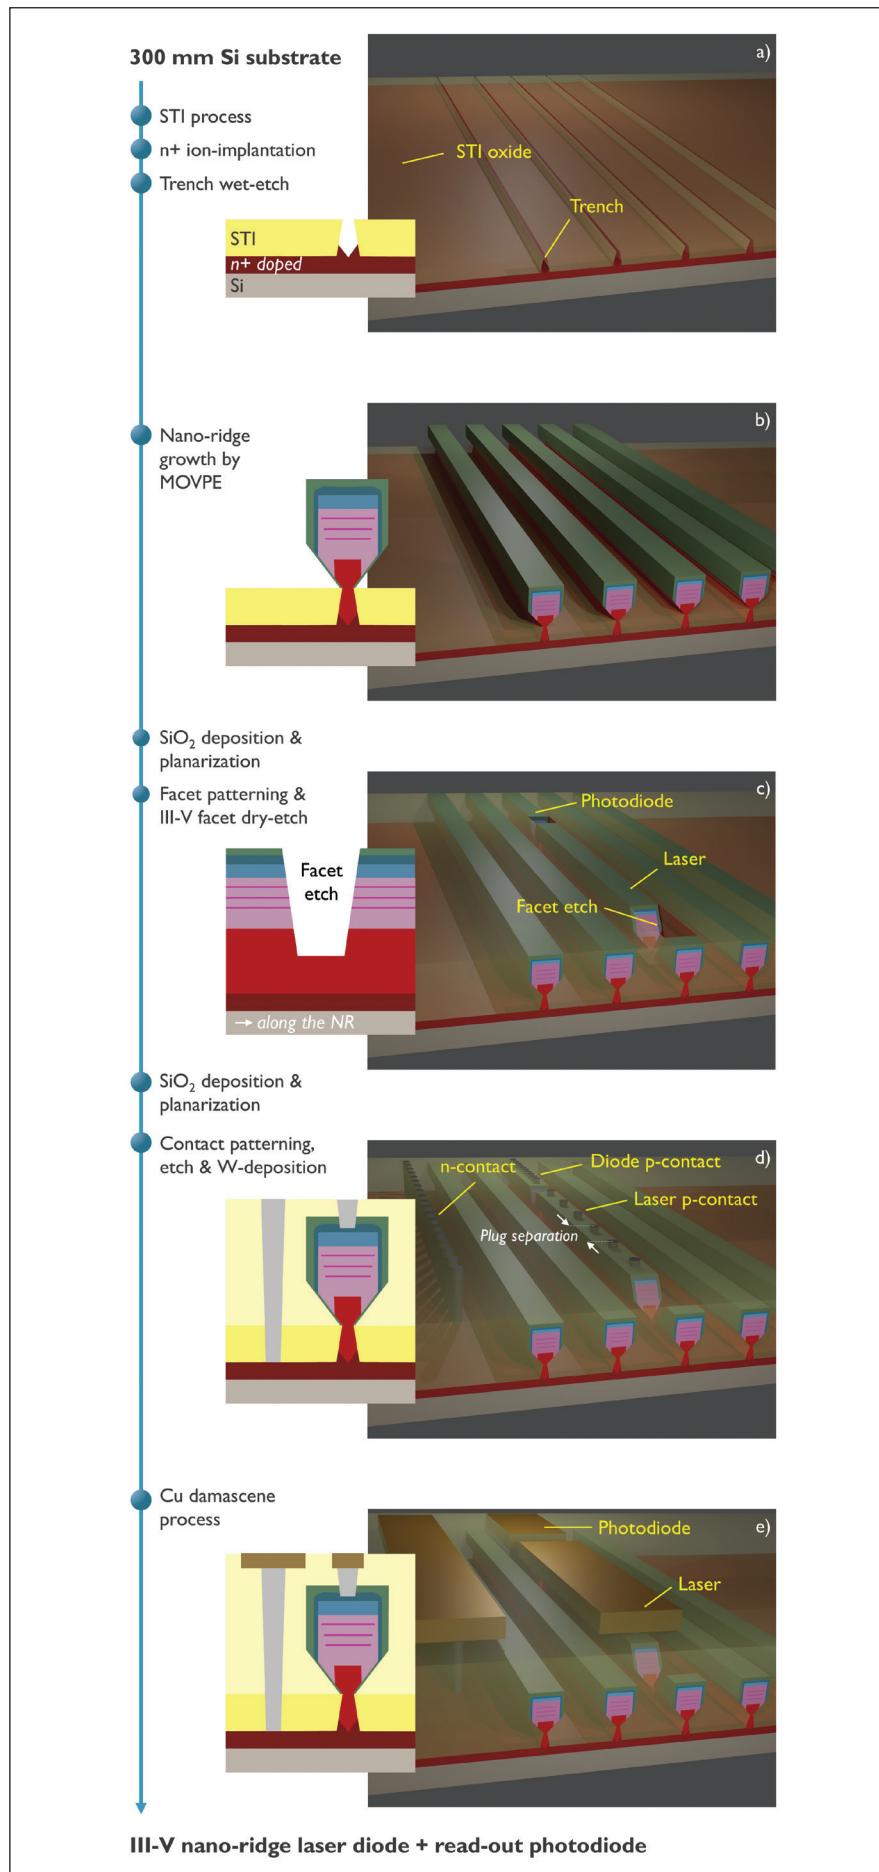 300 mm Si substrate
a)
STI process
n+ ion-implantation
Trench wet-etch
STI oxide
Trench
STI
n+ doped
Si
b)
Nano-ridge
growth by
MOVPE
SiO₂ deposition &
planarization
Facet patterning &
III-V facet dry-etch
c)
Photodiode
Laser
Facet etch
Facet
etch
→ along the NR
SiO₂ deposition &
planarization
Contact patterning,
etch & W-deposition
d)
n-contact
Diode p-contact
Laser p-contact
Plug separation
Cu damascene
process
e)
Photodiode
Laser
III-V nano-ridge laser diode + read-out photodiode